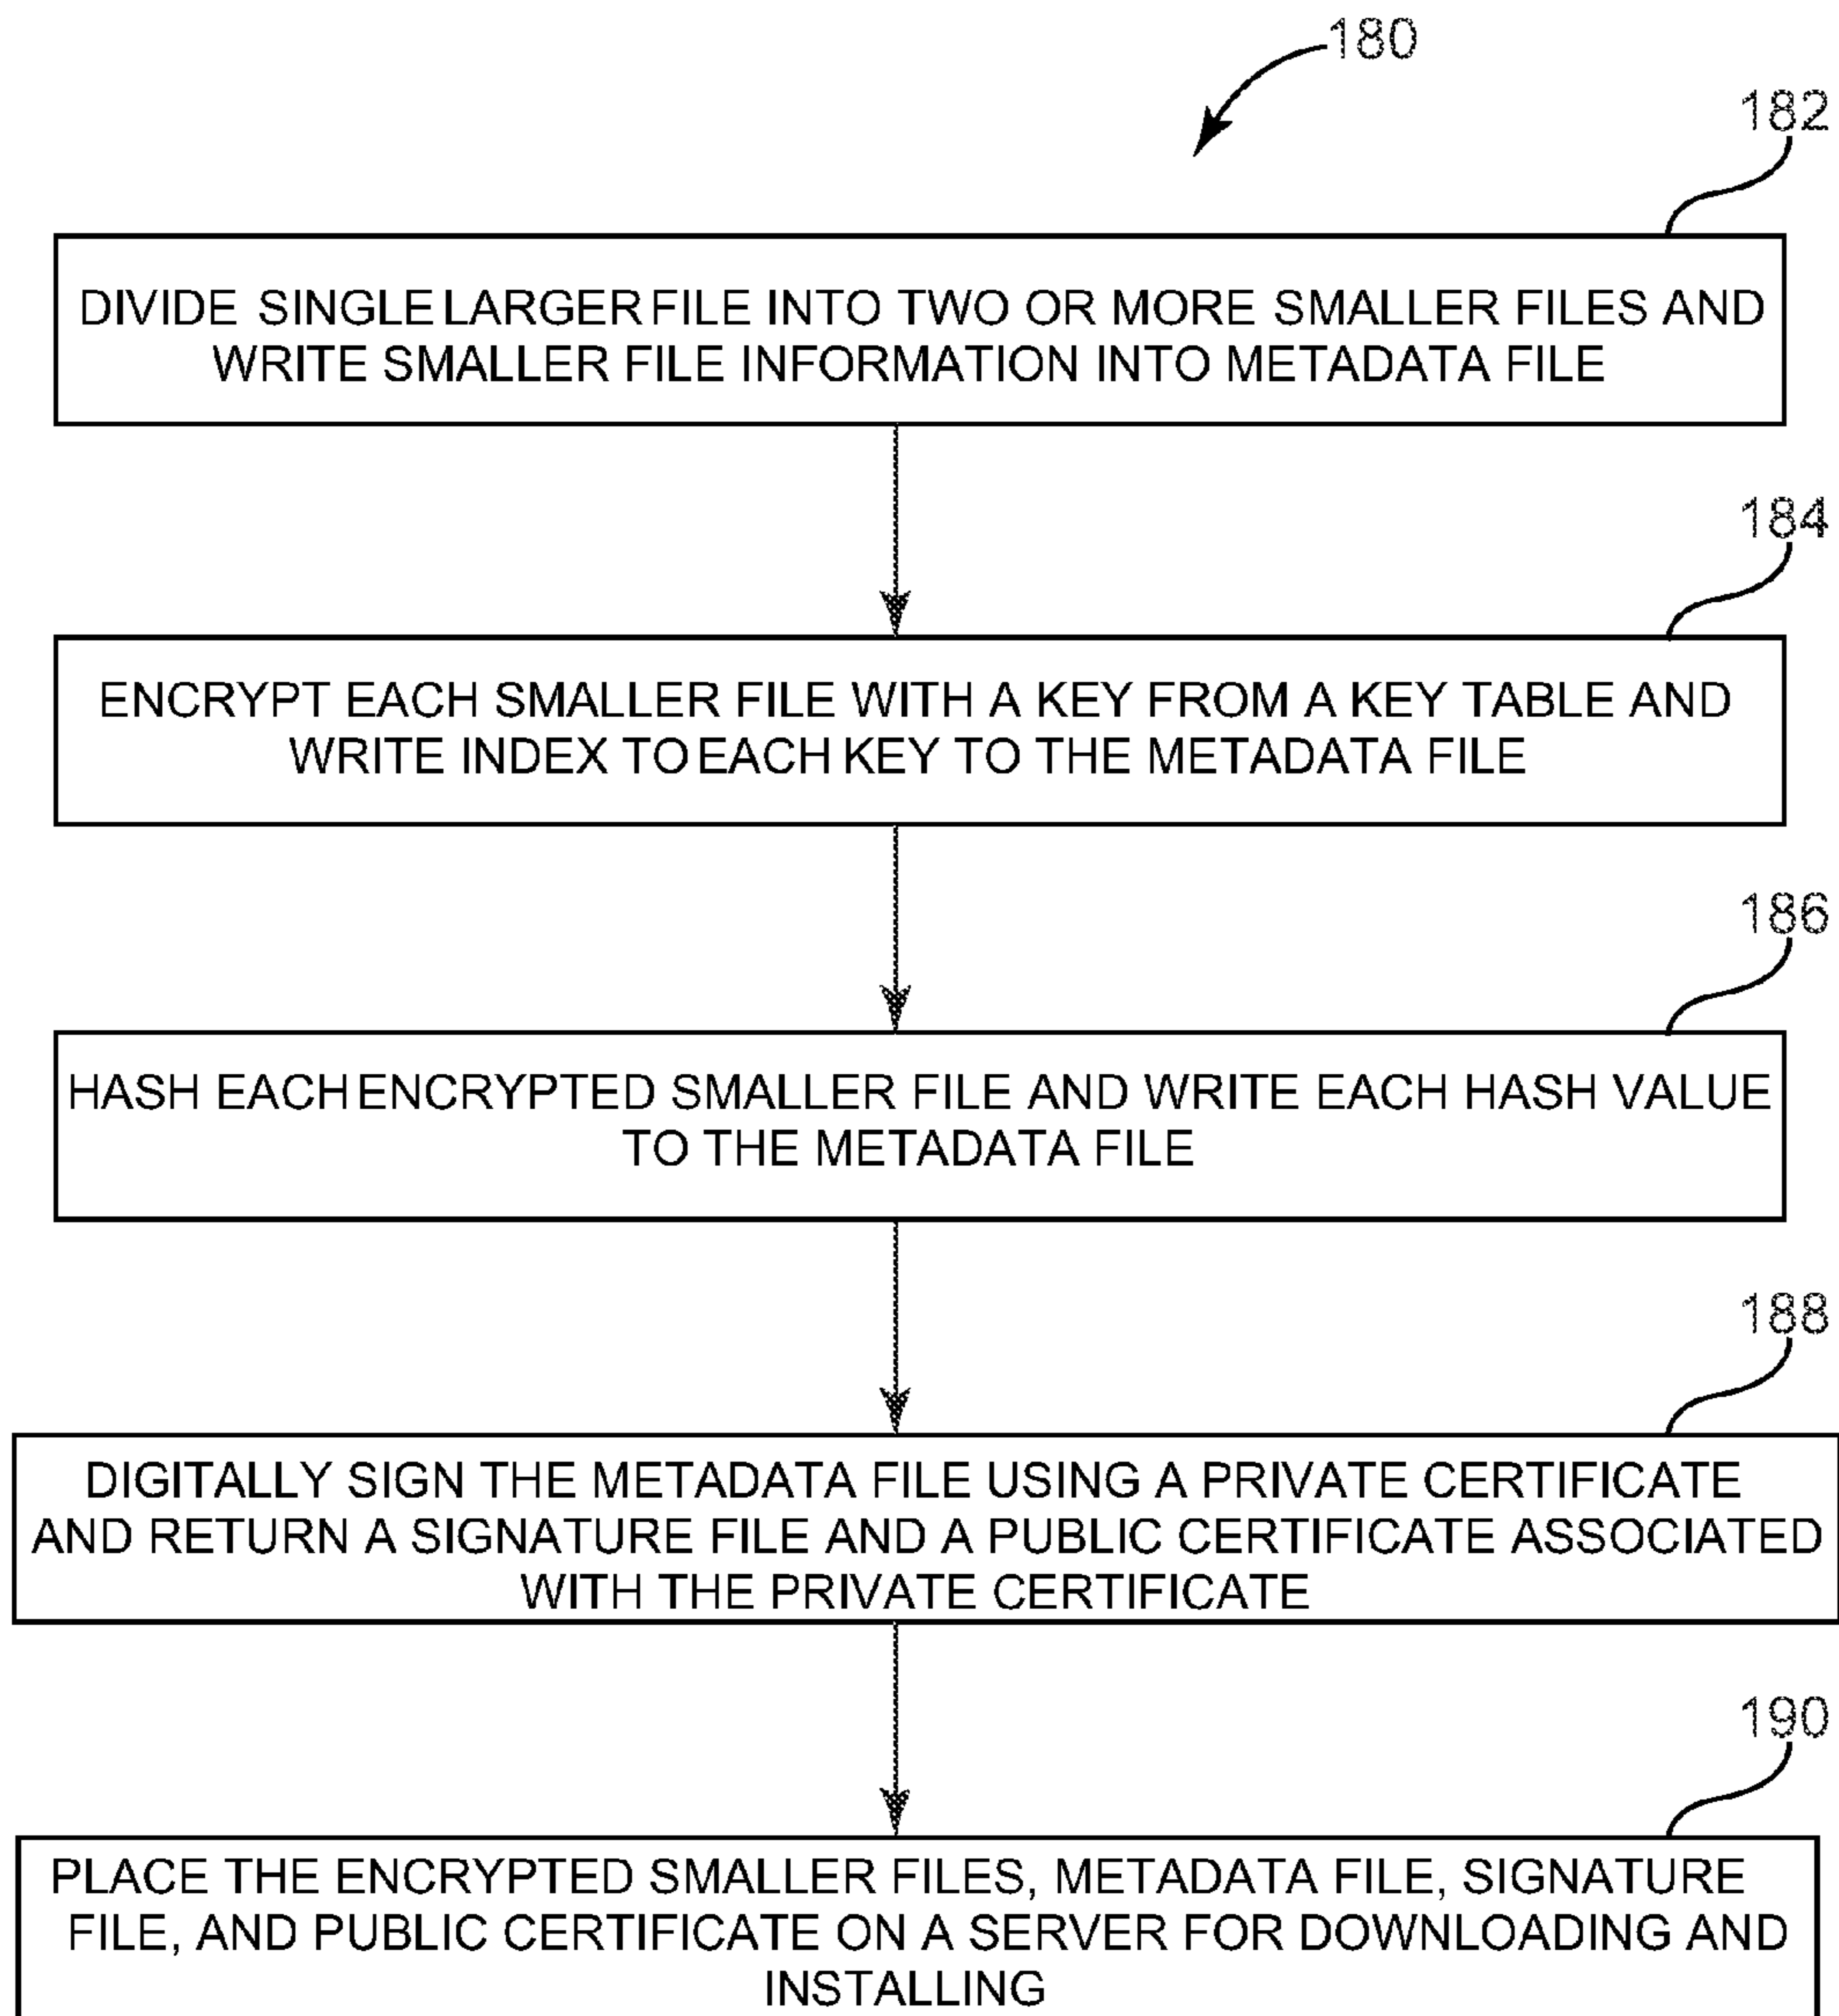 180
182
DIVIDE SINGLE LARGER FILE INTO TWO OR MORE SMALLER FILES AND
WRITE SMALLER FILE INFORMATION INTO METADATA FILE
184
ENCRYPT EACH SMALLER FILE WITH A KEY FROM A KEY TABLE AND
WRITE INDEX TO EACH KEY TO THE METADATA FILE
186
HASH EACH ENCRYPTED SMALLER FILE AND WRITE EACH HASH VALUE
TO THE METADATA FILE
188
DIGITALLY SIGN THE METADATA FILE USING A PRIVATE CERTIFICATE
AND RETURN A SIGNATURE FILE AND A PUBLIC CERTIFICATE ASSOCIATED
WITH THE PRIVATE CERTIFICATE
190
PLACE THE ENCRYPTED SMALLER FILES, METADATA FILE, SIGNATURE
FILE, AND PUBLIC CERTIFICATE ON A SERVER FOR DOWNLOADING AND
INSTALLING